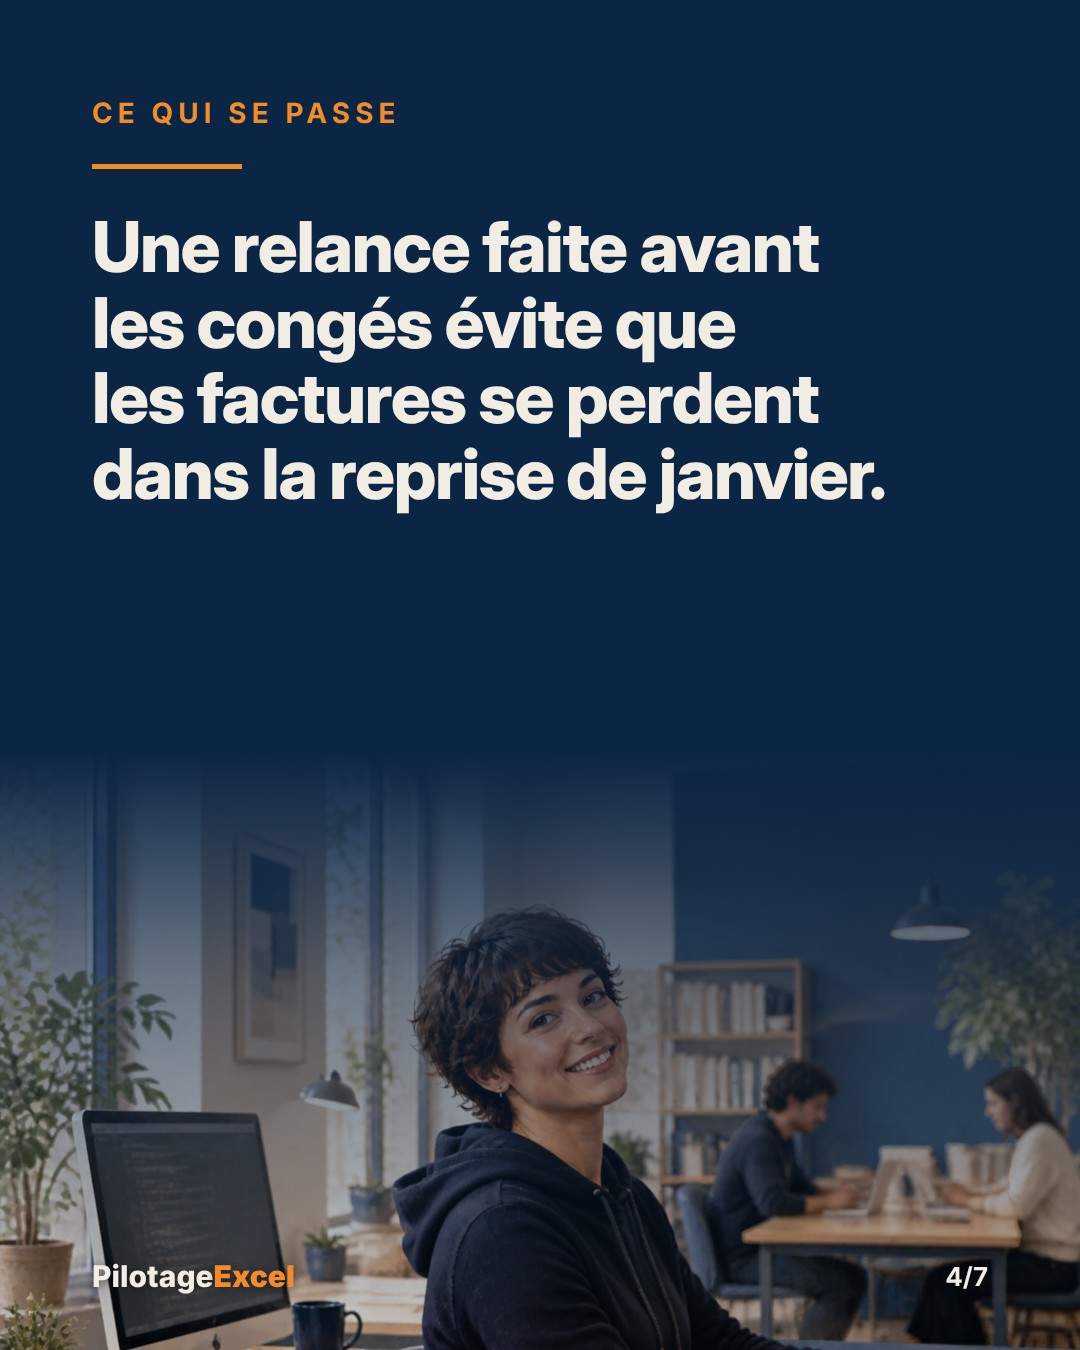 CE QUI SE PASSE
Une relance faite avant
les congés évite que
les factures se perdent
dans la reprise de janvier.
PilotageExcel
4/7